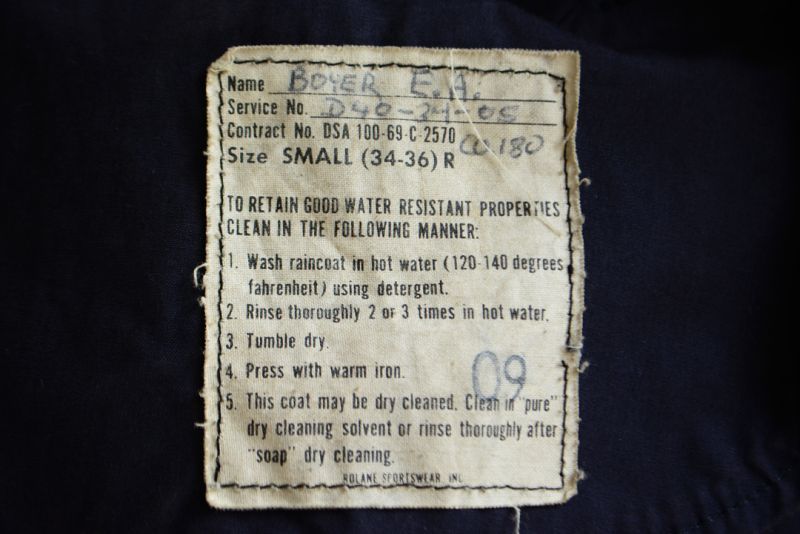 Name BOYER E.A.
Service No. D40-34-05
Contract No. DSA 100-69-C-2570
CO.180
Size SMALL (34-36) R
TO RETAIN GOOD WATER RESISTANT PROPERTIES
CLEAN IN THE FOLLOWING MANNER:
1. Wash raincoat in hot water (120-140 degrees
fahrenheit) using detergent.
2. Rinse thoroughly 2 or 3 times in hot water.
3. Tumble dry.
4. Press with warm iron.
09
5. This coat may be dry cleaned. Clean in "pure"
dry cleaning solvent or rinse thoroughly after
"soap" dry cleaning.
ROLANE SPORTSWEAR, INC.